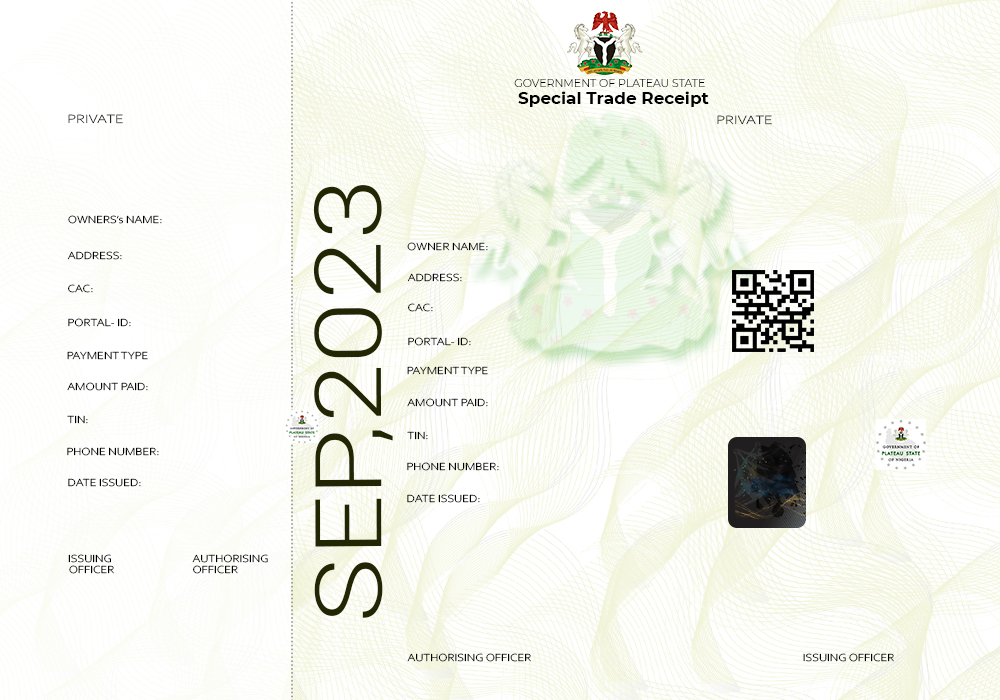 GOVERNMENT OF PLATEAU STATE
Special Trade Receipt
PRIVATE
OWNERS's NAME:
ADDRESS:
CAC:
PORTAL- ID:
PAYMENT TYPE
AMOUNT PAID:
TIN:
PHONE NUMBER:
DATE ISSUED:
ISSUING
OFFICER
AUTHORISING
OFFICER
GOVERNMENT OF
PLATEAU STATE
OF NIGERIA
SEP,2023
PRIVATE
OWNER NAME:
ADDRESS:
CAC:
PORTAL- ID:
PAYMENT TYPE
AMOUNT PAID:
TIN:
PHONE NUMBER:
DATE ISSUED:
GOVERNMENT OF
PLATEAU STATE
OF NIGERIA
AUTHORISING OFFICER
ISSUING OFFICER